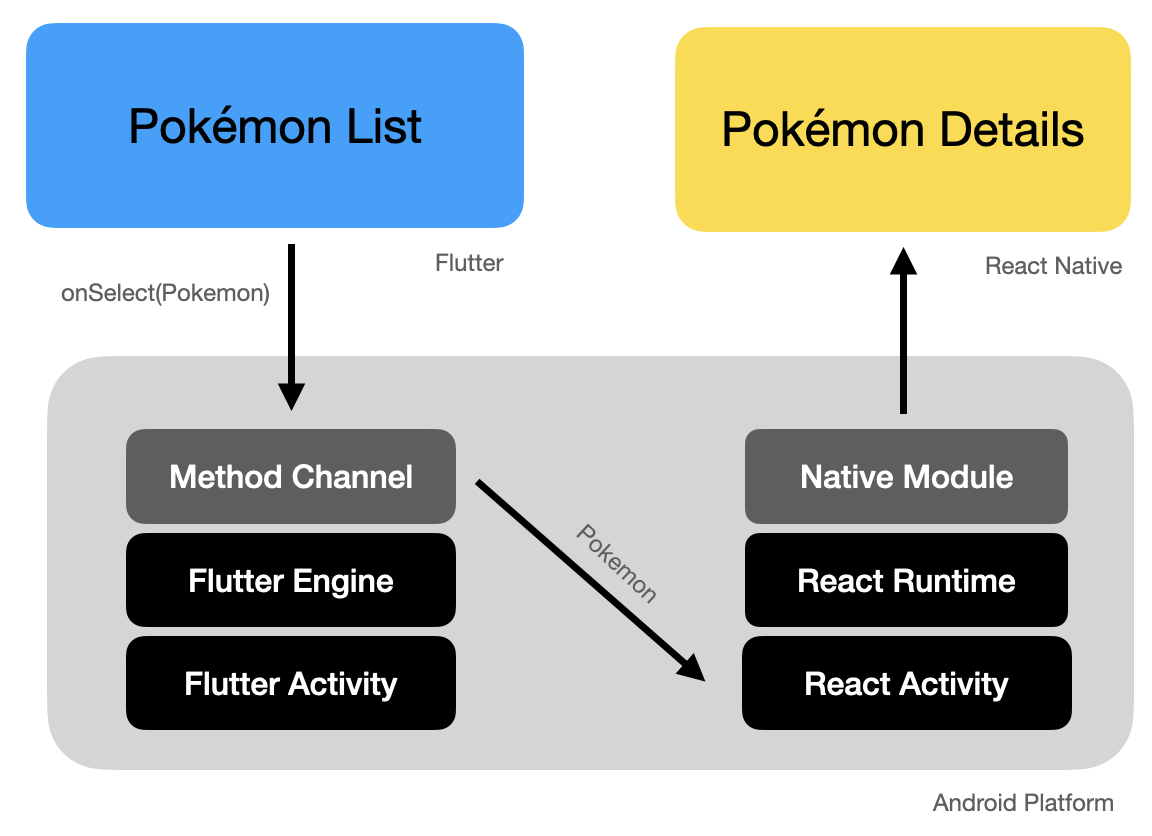 Pokémon List
Pokémon Details
Flutter
React Native
onSelect(Pokemon)
Method Channel
Native Module
Pokemon
Flutter Engine
React Runtime
Flutter Activity
React Activity
Android Platform